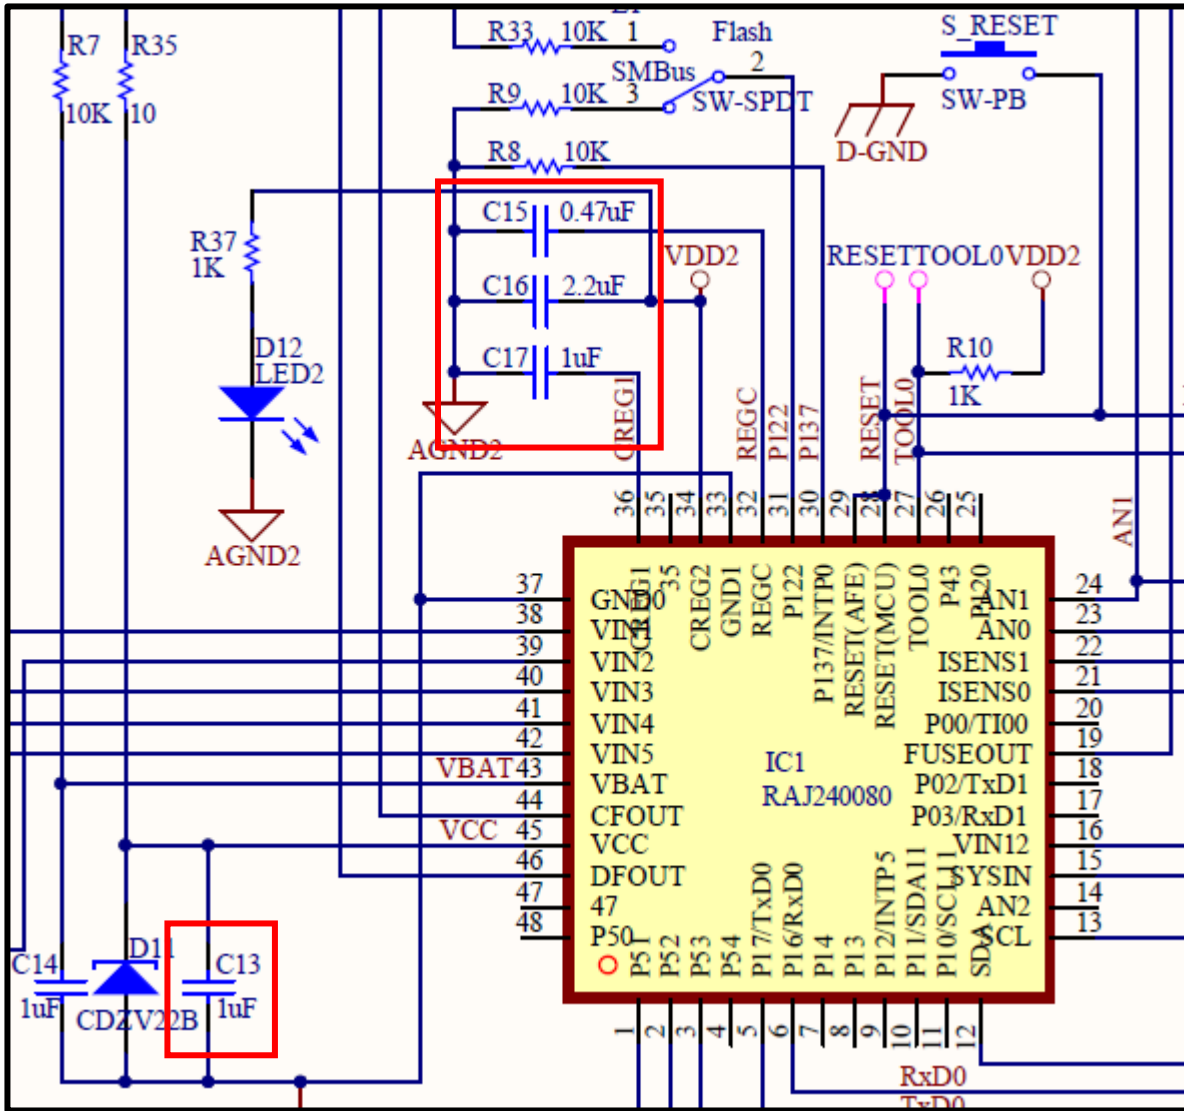 R7
R35
10K
10
R33 10K 1
Flash
S_RESET
SMBus
2
R9 10K 3
SW-SPDT
SW-PB
D-GND
R8 10K
C15 0.47uF
R37
1K
VDD2
RESET
TOOL0
VDD2
C16 2.2uF
D12
LED2
C17 1uF
R10
1K
AGND2
AGND2
CREG1
REGC
P122
P137
RESET
TOOL0
AN1
36
35
34
33
32
31
30
29
28
27
26
25
CREG1
35
CREG2
GND1
REGC
P122
P137/INTP0
RESET(AFE)
RESET(MCU)
TOOL0
P43
P120
37 GND0
38 VIN1
39 VIN2
40 VIN3
41 VIN4
42 VIN5
VBAT 43 VBAT
44 CFOUT
VCC 45 VCC
46 DFOUT
47 47
48 P50
IC1
RAJ240080
AN1 24
AN0 23
ISENS1 22
ISENS0 21
P00/TI00 20
FUSEOUT 19
P02/TxD1 18
P03/RxD1 17
VIN12 16
SYSIN 15
AN2 14
SCL 13
P51
P52
P53
P54
P17/TxD0
P16/RxD0
P14
P13
P12/INTP5
P11/SDA11
P10/SCL11
SDA
1
2
3
4
5
6
7
8
9
10
11
12
C14
1uF
D11
CDZV22B
C13
1uF
RxD0
TxD0